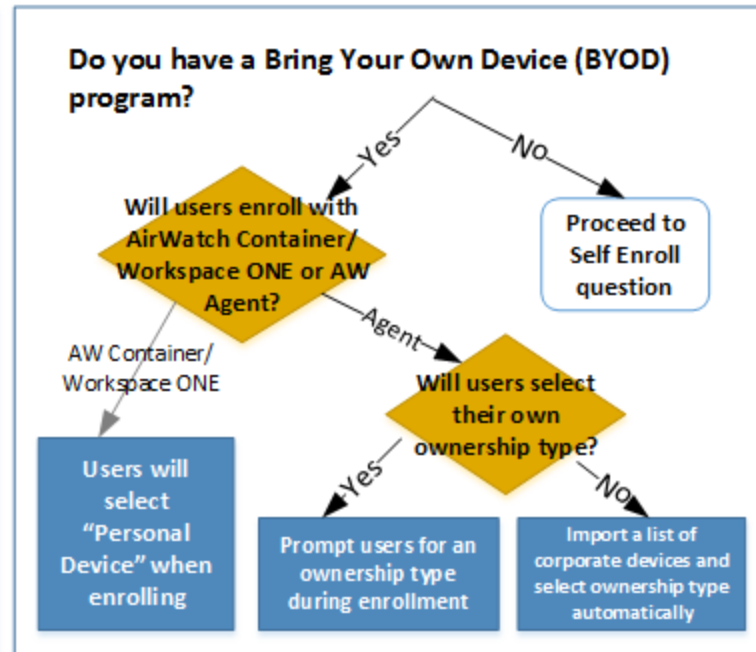 Do you have a Bring Your Own Device (BYOD)
program?
Yes
No
Will users enroll with
AirWatch Container/
Workspace ONE or AW
Agent?
Proceed to
Self Enroll
question
AW Container/
Workspace ONE
Agent
Will users select
their own
ownership type?
Users will
select
“Personal
Device” when
enrolling
Yes
No
Prompt users for an
ownership type
during enrollment
Import a list of
corporate devices and
select ownership type
automatically